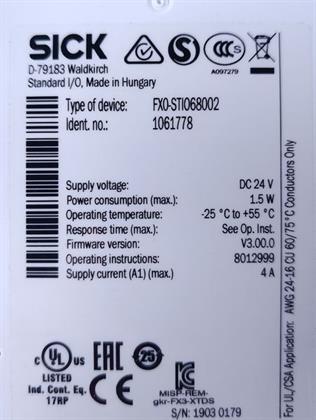 SICK
D-79183 Waldkirch
Standard I/O, Made in Hungary
A097279
Type of device: FX0-STIO68002
Ident. no.: 1061778
Supply voltage: DC 24 V
Power consumption (max.): 1.5 W
Operating temperature: -25 °C to +55 °C
Response time (max.): See Op. Inst.
Firmware version: V3.00.0
Operating instructions: 8012999
Supply current (A1) (max.): 4 A
For UL/CSA Application: AWG 24-16 CU 60/75°C Conductors Only
c UL us
LISTED
Ind. Cont. Eq.
17RP
EAC
25
MISP-REM-
gkr-FX3-XTDS
S/N: 1903 0179